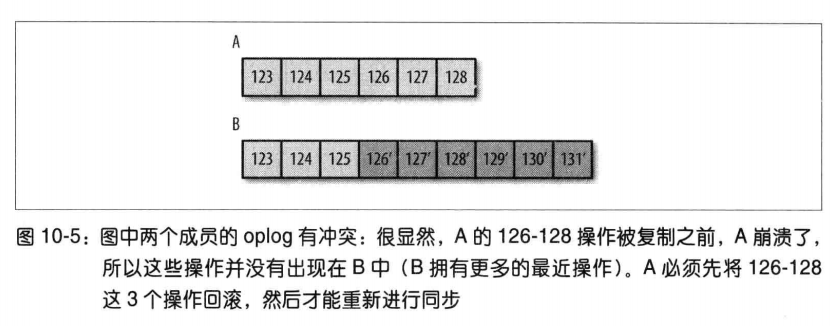 A
123 124 125 126 127 128
B
123 124 125 126′ 127′ 128′ 129′ 130′ 131′
图 10-5：图中两个成员的 oplog 有冲突：很显然，A 的 126-128 操作被复制之前，A 崩溃了，
所以这些操作并没有出现在 B 中（B 拥有更多的最近操作）。A 必须先将 126-128
这 3 个操作回滚，然后才能重新进行同步